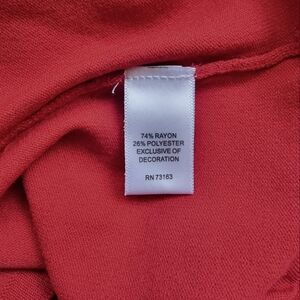 74% RAYON
26% POLYESTER
EXCLUSIVE OF
DECORATION
RN 73163